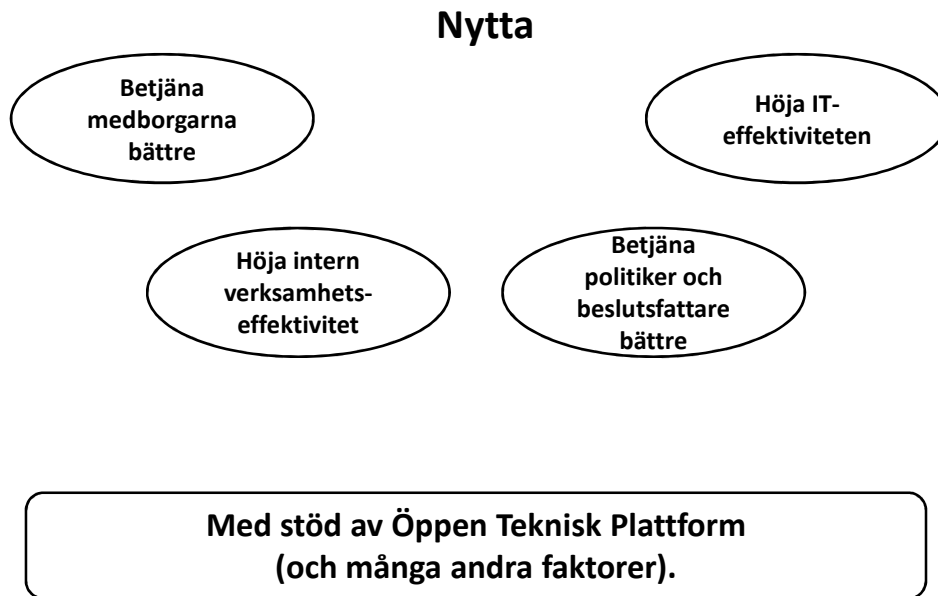 Nytta
Betjäna
medborgarna
bättre
Höja IT-
effektiviteten
Höja intern
verksamhets-
effektivitet
Betjäna
politiker och
beslutsfattare
bättre
Med stöd av Öppen Teknisk Plattform
(och många andra faktorer).